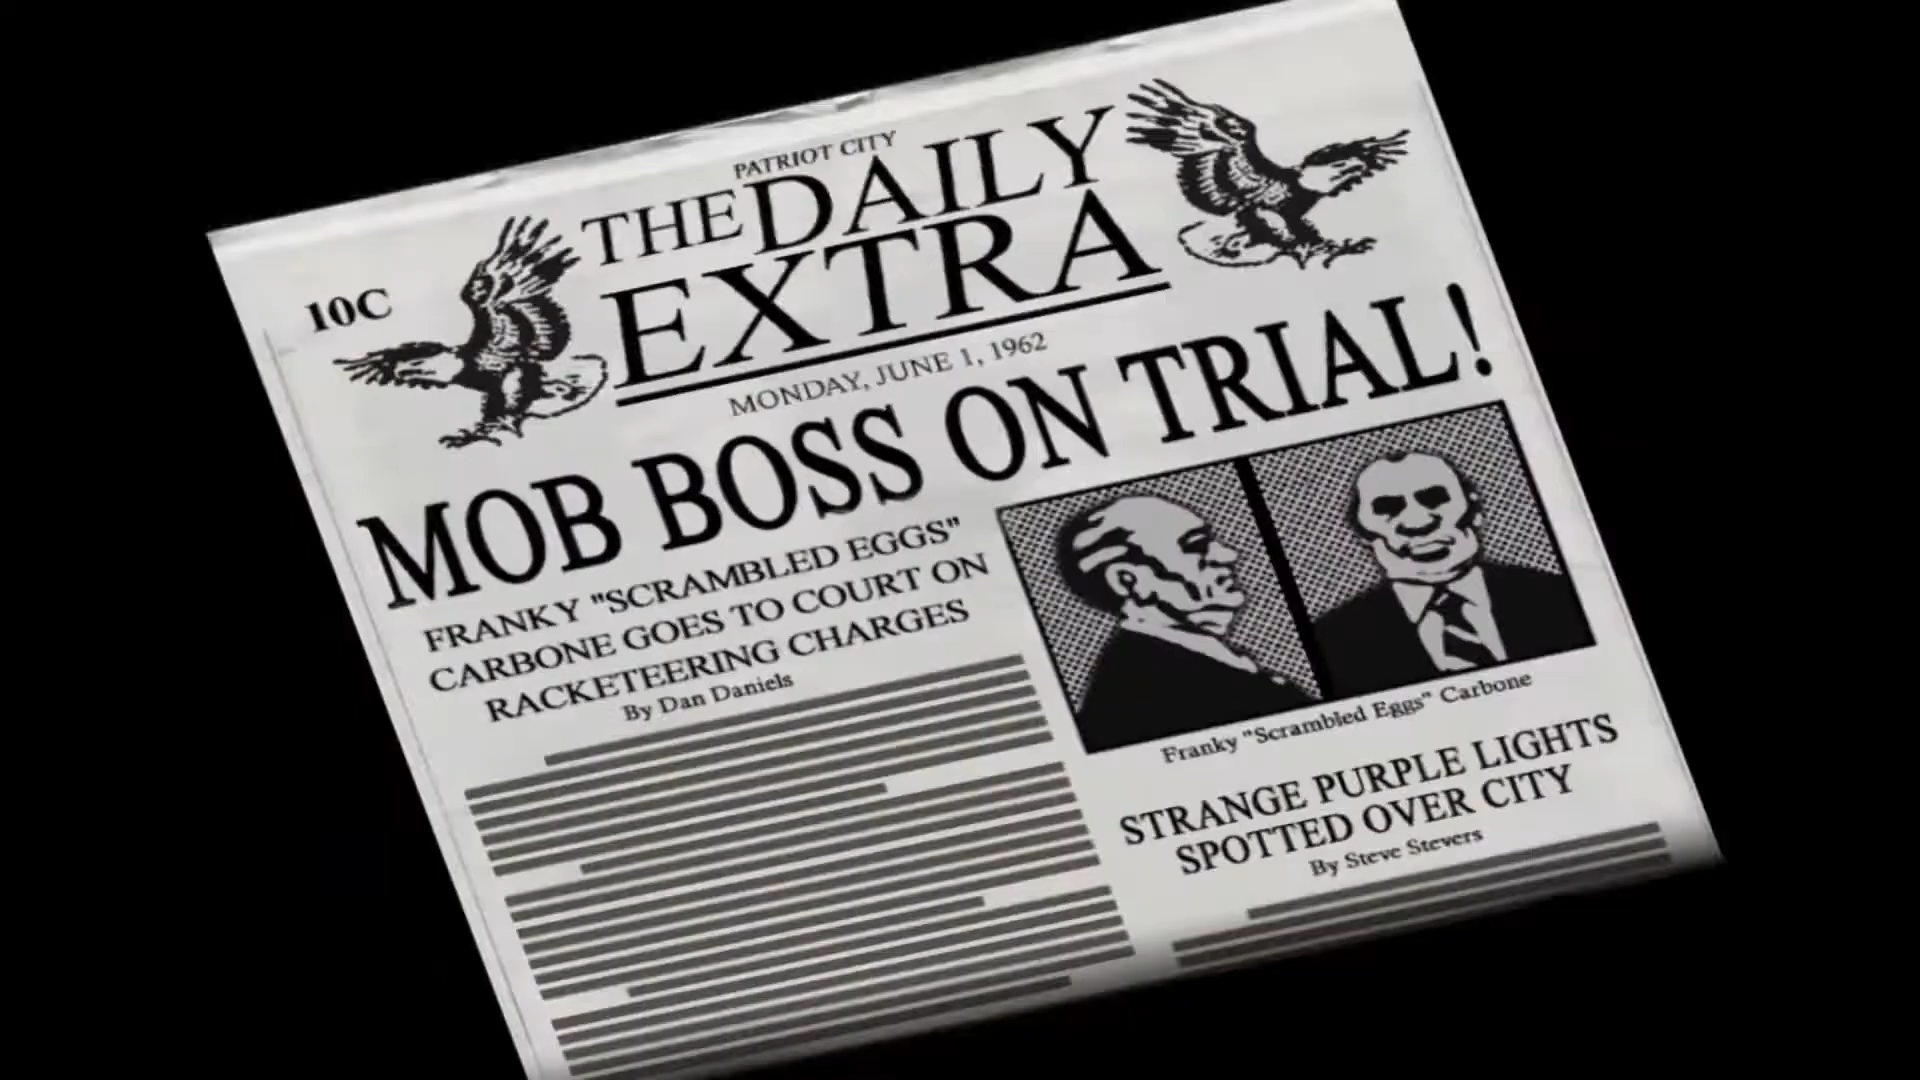 PATRIOT CITY
THE DAILY
EXTRA
10C
MONDAY, JUNE 1, 1962
MOB BOSS ON TRIAL!
FRANKY "SCRAMBLED EGGS"
CARBONE GOES TO COURT ON
RACKETEERING CHARGES
By Dan Daniels
Franky "Scrambled Eggs" Carbone
STRANGE PURPLE LIGHTS
SPOTTED OVER CITY
By Steve Stevers